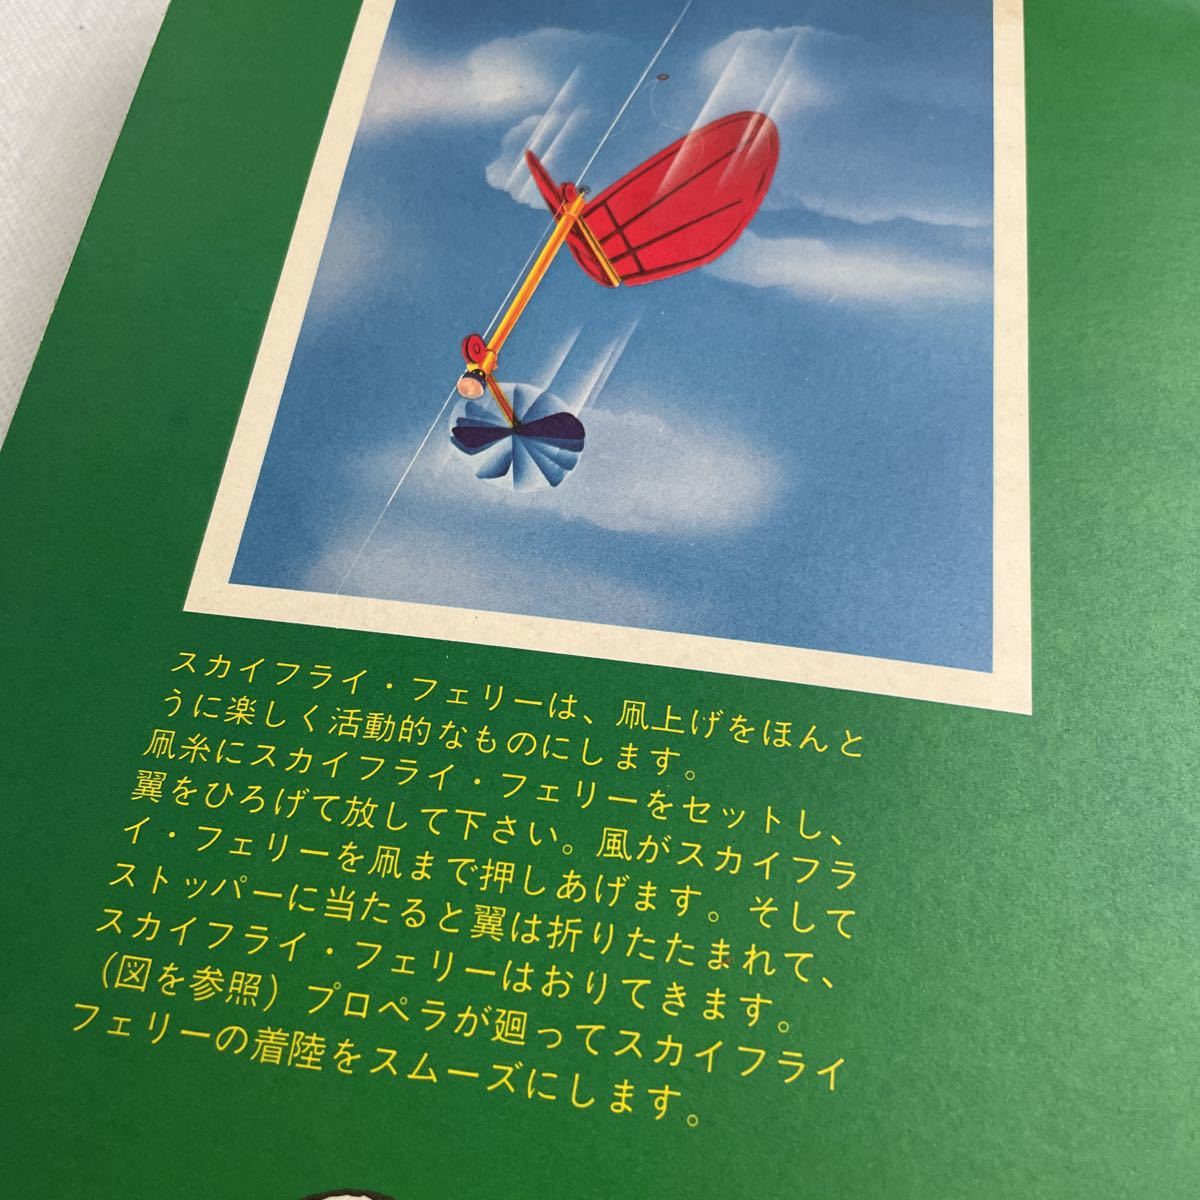 スカイフライ・フェリーは、凧上げをほんと
うに楽しく活動的なものにします。
凧糸にスカイフライ・フェリーをセットし、
翼をひろげて放して下さい。風がスカイフラ
イ・フェリーを凧まで押しあげます。そして
ストッパーに当たると翼は折りたたまれて、
スカイフライ・フェリーはおりてきます。
(図を参照) プロペラが廻ってスカイフライ
フェリーの着陸をスムーズにします。